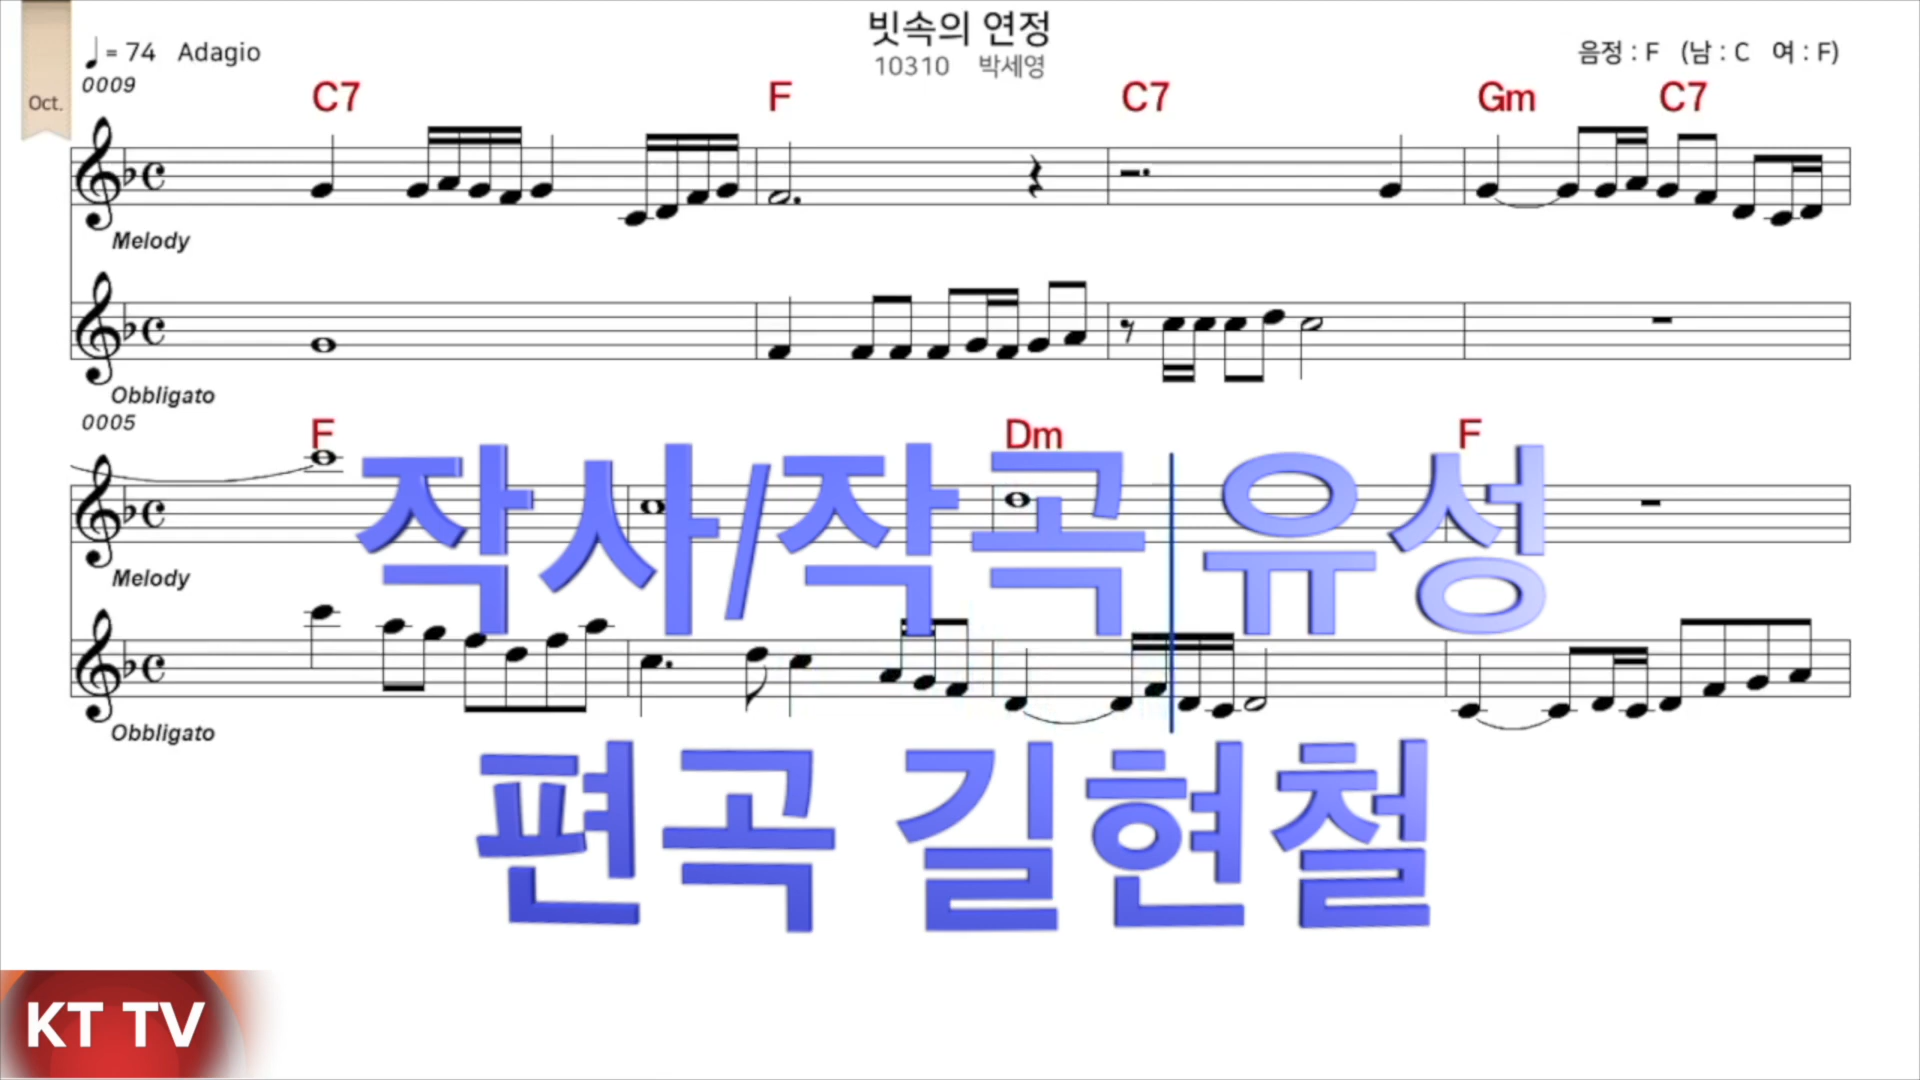 빗속의 연정
♩= 74 Adagio
10310 박세영
음정 : F (남 : C 여 : F)
Oct.
0009
C7 F C7 Gm C7
Melody
Obbligato
0005
F Dm F
작사/작곡 유성
Melody
Obbligato
편곡 길현철
KT TV